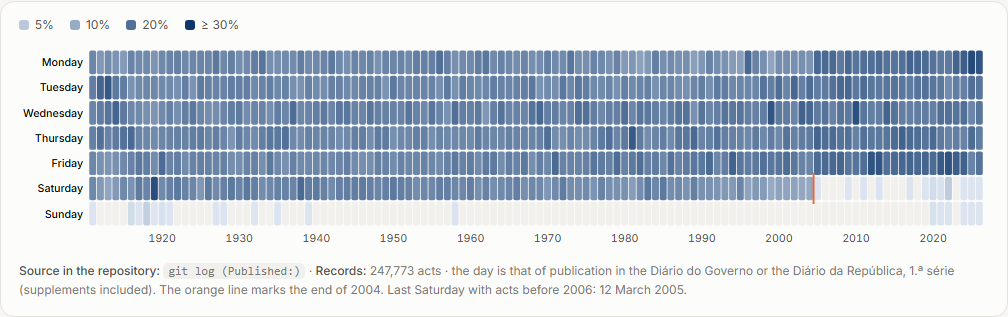 5% 10% 20% ≥ 30%
Monday
Tuesday
Wednesday
Thursday
Friday
Saturday
Sunday
1920 1930 1940 1950 1960 1970 1980 1990 2000 2010 2020
Source in the repository: git log (Published:) · Records: 247,773 acts · the day is that of publication in the Diário do Governo or the Diário da República, 1.ª série
(supplements included). The orange line marks the end of 2004. Last Saturday with acts before 2006: 12 March 2005.